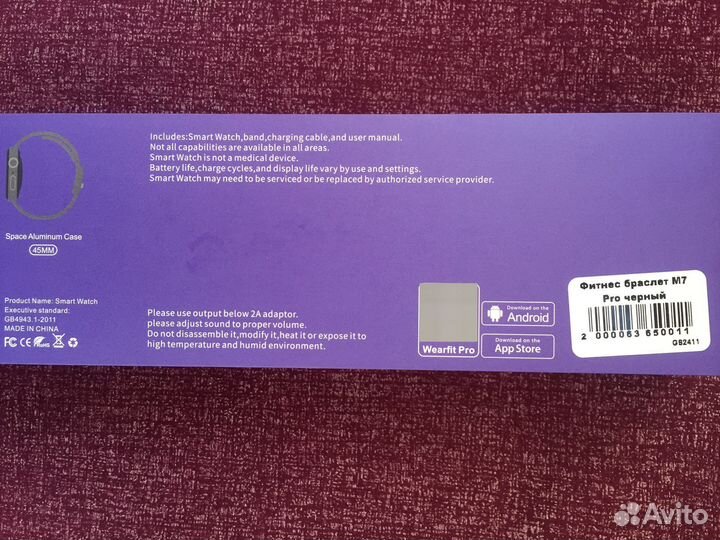 Includes:Smart Watch,band,charging cable,and user manual.
Not all capabilities are available in all areas.
Smart Watch is not a medical device.
Battery life,charge cycles,and display life vary by use and settings.
Smart Watch may need to be serviced or be replaced by authorized service provider.
Space Aluminum Case
45MM
Product Name: Smart Watch
Executive standard:
GB4943.1-2011
MADE IN CHINA
FC CE RoHS
Please use output below 2A adaptor.
please adjust sound to proper volume.
Do not disassemble it,modify it,heat it or expose it to
high temperature and humid environment.
Wearfit Pro
Download on the
Android
Download on the
App Store
Фитнес браслет M7
Pro черный
2 000063 650011
GS2411
Avito